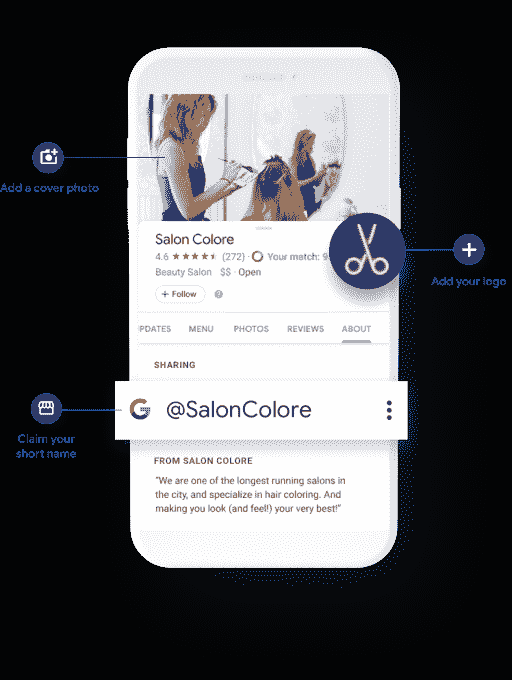 Add a cover photo
Salon Colore
4.6 ★★★★★ (272) · Your match: 9
Beauty Salon $$ · Open
+ Follow
Add your logo
PDATES MENU PHOTOS REVIEWS ABOUT
SHARING
@SalonColore
Claim your
short name
FROM SALON COLORE
"We are one of the longest running salons in
the city, and specialize in hair coloring. And
making you look (and feel!) your very best!"